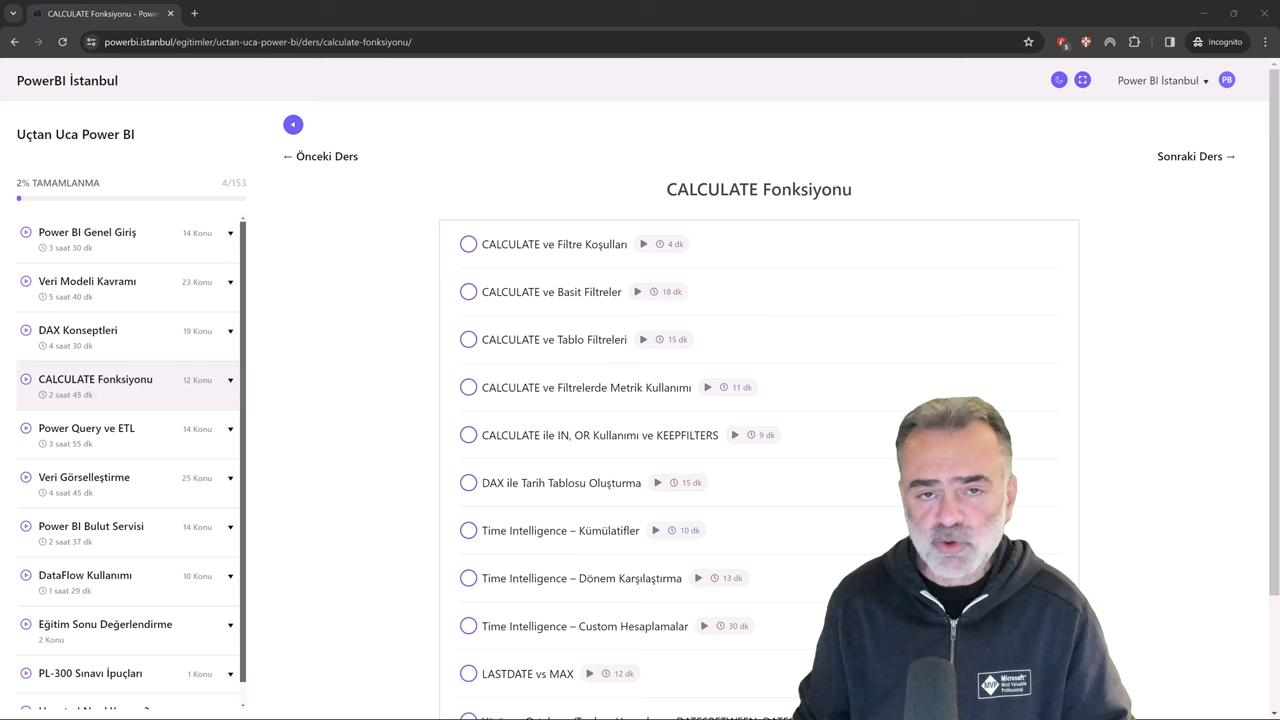 CALCULATE Fonksiyonu - Powe
powerbi.istanbul/egitimler/uctan-uca-power-bi/ders/calculate-fonksiyonu/
5
Incognito
PowerBI İstanbul
Power BI İstanbul
PB
Uçtan Uca Power BI
2% TAMAMLANMA 4/153
Power BI Genel Giriş 14 Konu
3 saat 30 dk
Veri Modeli Kavramı 23 Konu
5 saat 40 dk
DAX Konseptleri 19 Konu
4 saat 30 dk
CALCULATE Fonksiyonu 12 Konu
2 saat 45 dk
Power Query ve ETL 14 Konu
3 saat 55 dk
Veri Görselleştirme 25 Konu
4 saat 45 dk
Power BI Bulut Servisi 14 Konu
2 saat 37 dk
DataFlow Kullanımı 10 Konu
1 saat 29 dk
Eğitim Sonu Değerlendirme
2 Konu
PL-300 Sınavı İpuçları 1 Konu
← Önceki Ders
Sonraki Ders →
CALCULATE Fonksiyonu
CALCULATE ve Filtre Koşulları 4 dk
CALCULATE ve Basit Filtreler 18 dk
CALCULATE ve Tablo Filtreleri 15 dk
CALCULATE ve Filtrelerde Metrik Kullanımı 11 dk
CALCULATE ile IN, OR Kullanımı ve KEEPFILTERS 9 dk
DAX ile Tarih Tablosu Oluşturma 15 dk
Time Intelligence – Kümülatifler 10 dk
Time Intelligence – Dönem Karşılaştırma 13 dk
Time Intelligence – Custom Hesaplamalar 30 dk
LASTDATE vs MAX 12 dk
MVP
Microsoft
Most Valuable
Professional